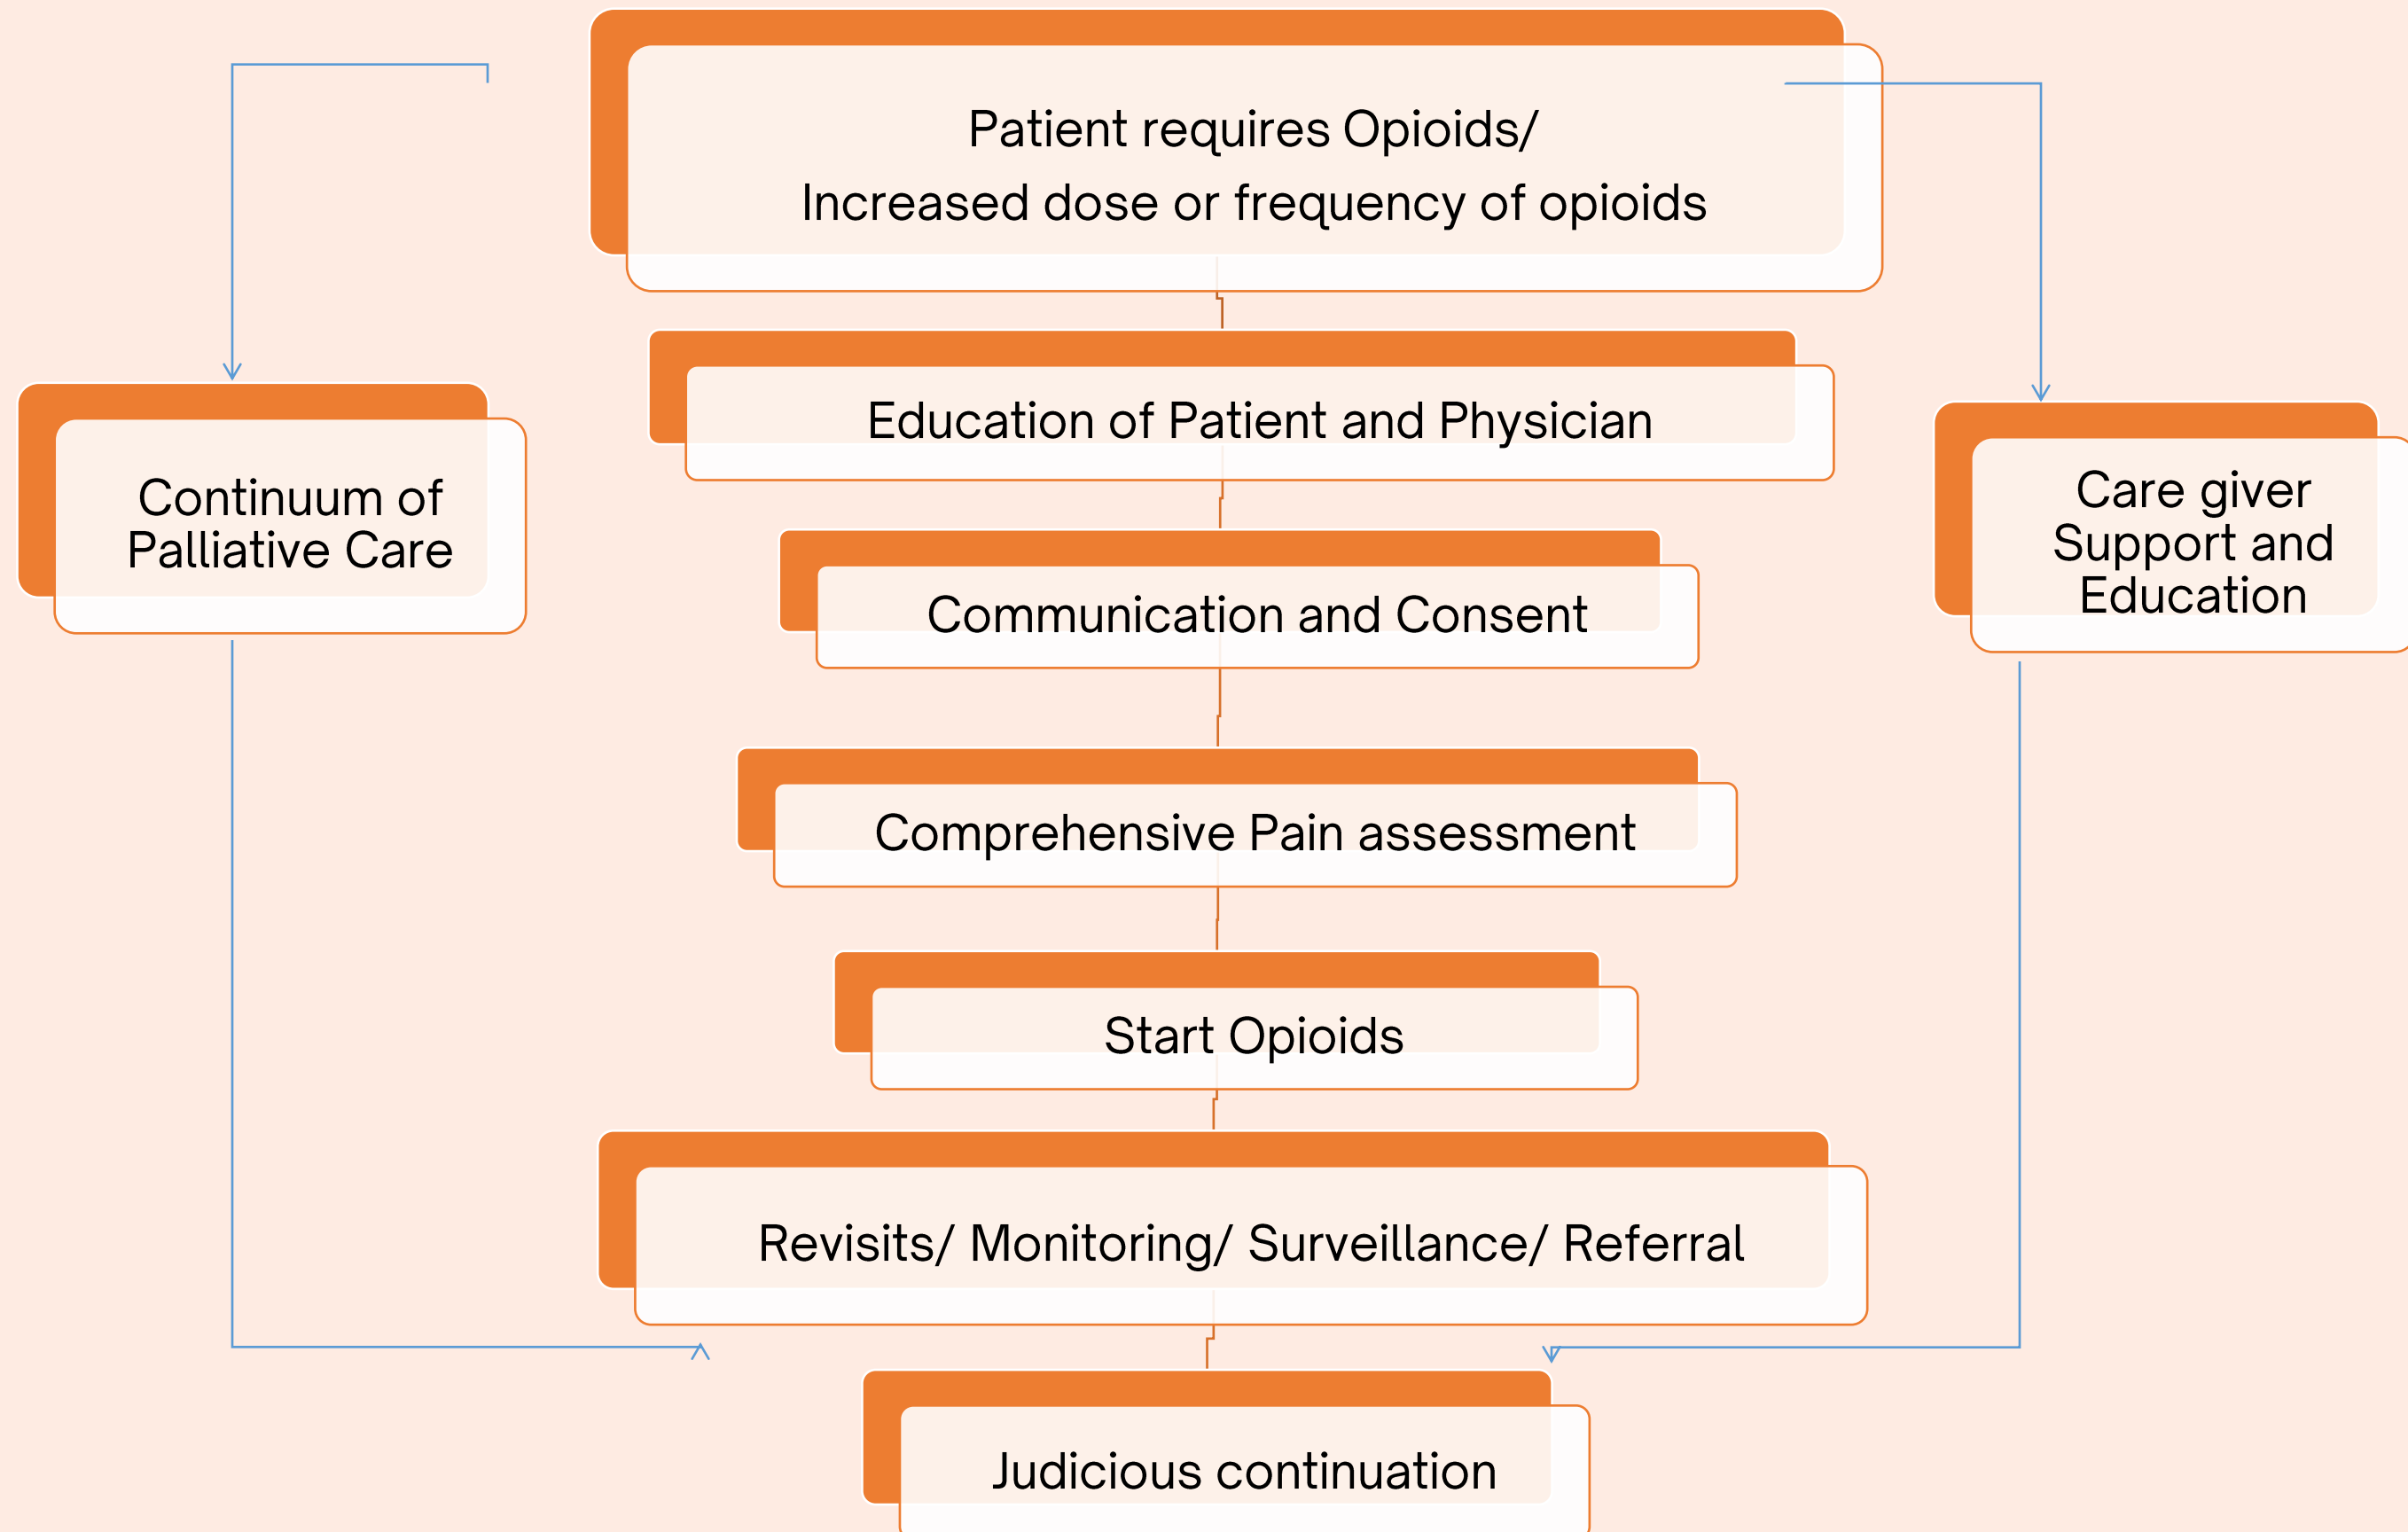 Patient requires Opioids/
Increased dose or frequency of opioids
Education of Patient and Physician
Continuum of
Palliative Care
Care giver
Support and
Education
Communication and Consent
Comprehensive Pain assessment
Start Opioids
Revisits/ Monitoring/ Surveillance/ Referral
Judicious continuation